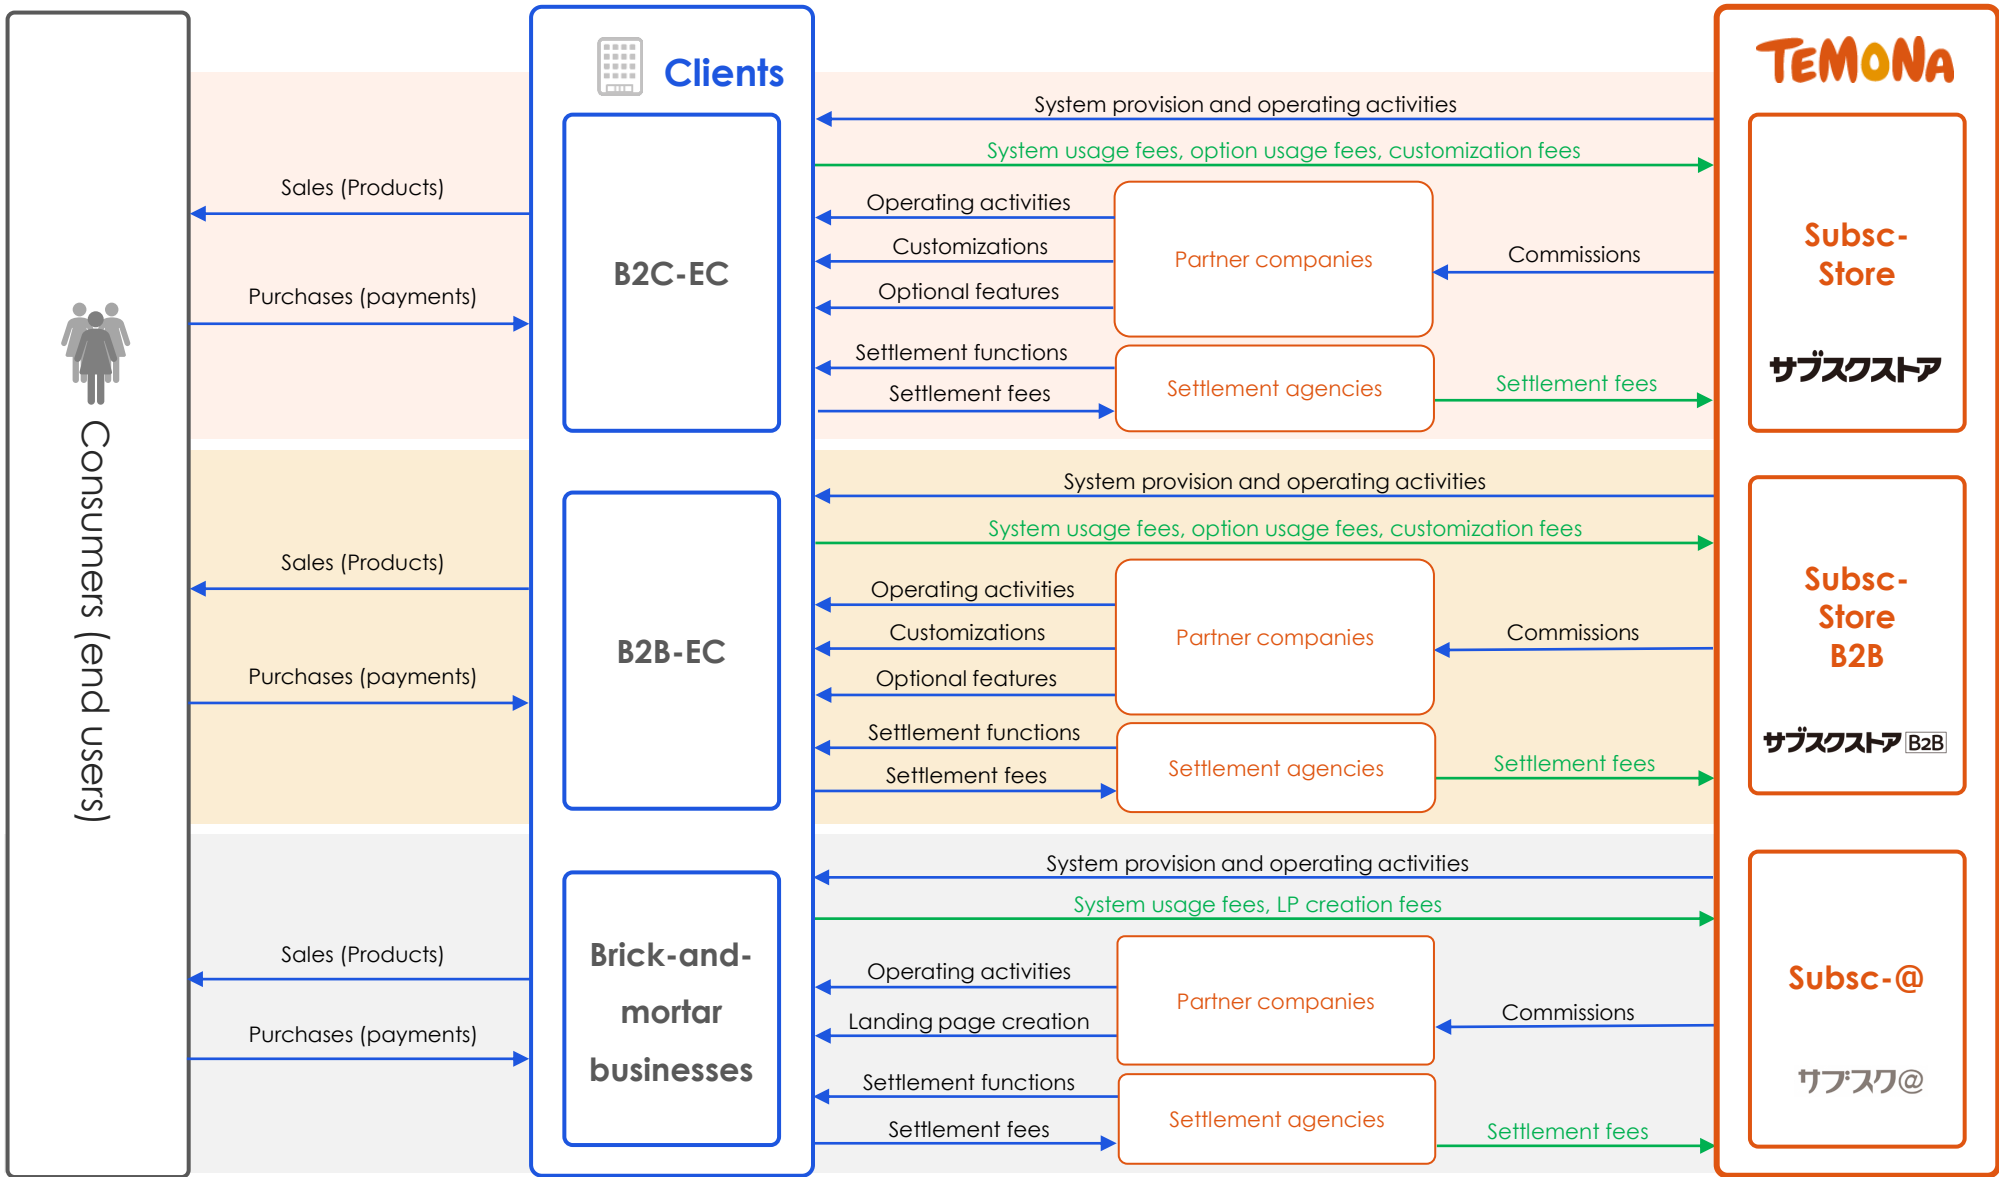 Consumers (end users)
Clients
TEMONA
System provision and operating activities
System usage fees, option usage fees, customization fees
Sales (Products)
Purchases (payments)
B2C-EC
Operating activities
Customizations
Optional features
Partner companies
Commissions
Settlement functions
Settlement fees
Settlement agencies
Settlement fees
Subsc-
Store
サブスクストア
System provision and operating activities
System usage fees, option usage fees, customization fees
Sales (Products)
Purchases (payments)
B2B-EC
Operating activities
Customizations
Optional features
Partner companies
Commissions
Settlement functions
Settlement fees
Settlement agencies
Settlement fees
Subsc-
Store
B2B
サブスクストア B2B
System provision and operating activities
System usage fees, LP creation fees
Sales (Products)
Purchases (payments)
Brick-and-
mortar
businesses
Operating activities
Landing page creation
Partner companies
Commissions
Settlement functions
Settlement fees
Settlement agencies
Settlement fees
Subsc-@
サブスク@